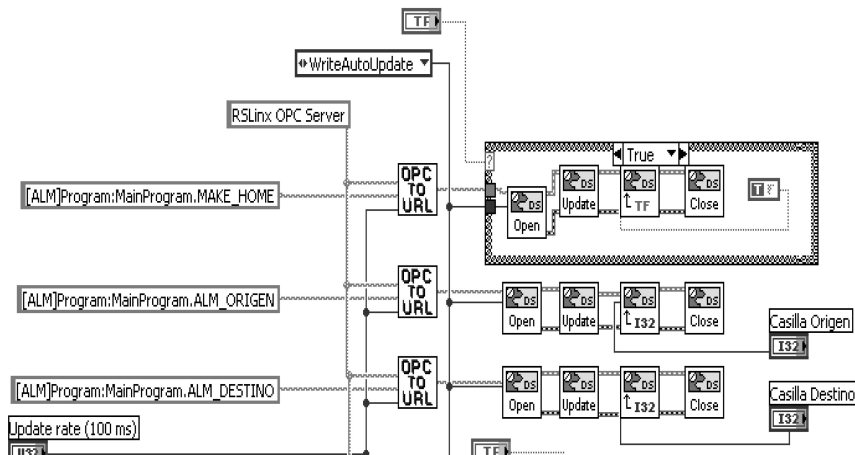 TF
WriteAutoUpdate
RSLinx OPC Server
True
[ALM]Program:MainProgram.MAKE_HOME
OPC TO URL
DS Open
DS Update
DS TF
DS Close
T F
[ALM]Program:MainProgram.ALM_ORIGEN
OPC TO URL
DS Open
DS Update
DS I32
DS Close
Casilla Origen
I32
[ALM]Program:MainProgram.ALM_DESTINO
OPC TO URL
DS Open
DS Update
DS I32
DS Close
Casilla Destino
I32
Update rate (100 ms)
U32
TF